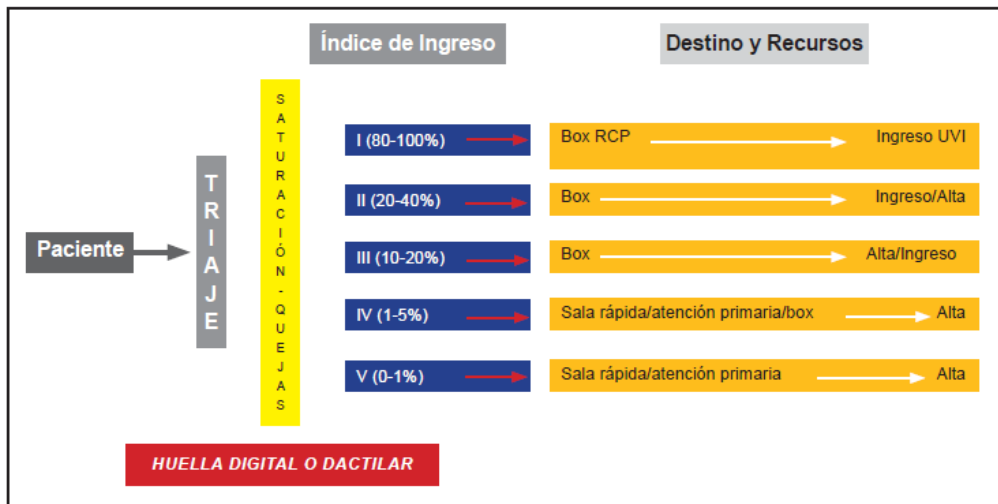 Índice de Ingreso
Destino y Recursos
Paciente
TRIAJE
SATURACIÓN-QUEJAS
I (80-100%)
Box RCP
Ingreso UVI
II (20-40%)
Box
Ingreso/Alta
III (10-20%)
Box
Alta/Ingreso
IV (1-5%)
Sala rápida/atención primaria/box
Alta
V (0-1%)
Sala rápida/atención primaria
Alta
HUELLA DIGITAL O DACTILAR